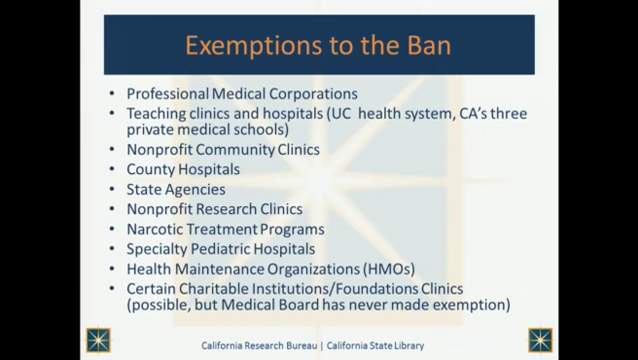 Exemptions to the Ban
• Professional Medical Corporations
• Teaching clinics and hospitals (UC health system, CA's three
private medical schools)
• Nonprofit Community Clinics
• County Hospitals
• State Agencies
• Nonprofit Research Clinics
• Narcotic Treatment Programs
• Specialty Pediatric Hospitals
• Health Maintenance Organizations (HMOs)
• Certain Charitable Institutions/Foundations Clinics
(possible, but Medical Board has never made exemption)
California Research Bureau | California State Library